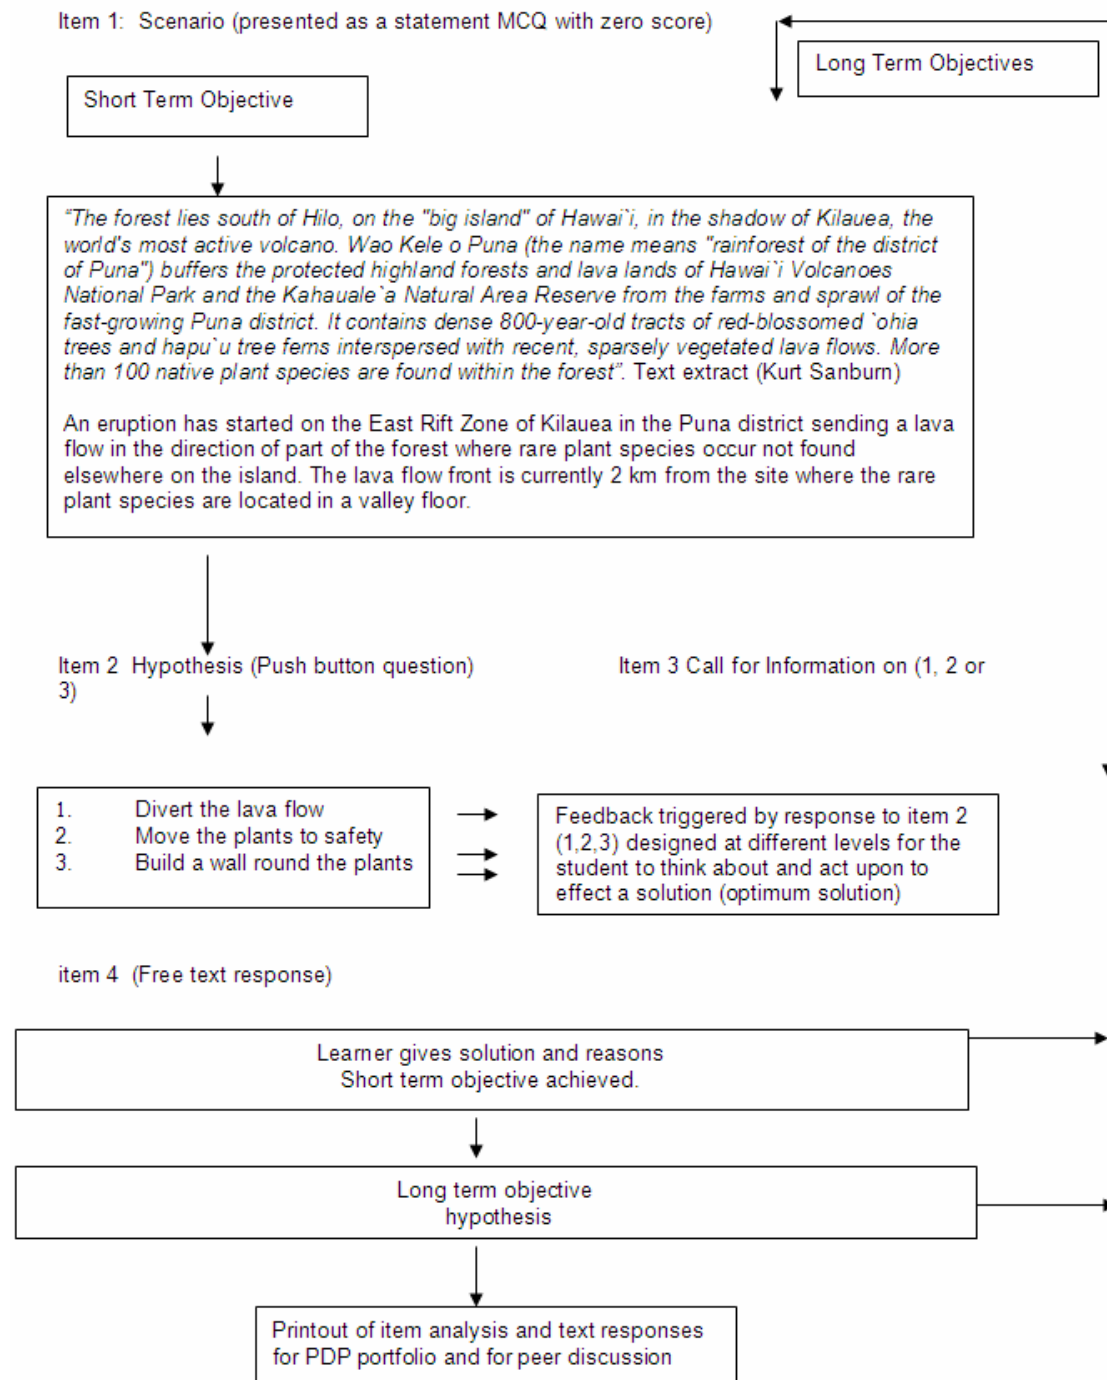 Item 1:  Scenario (presented as a statement MCQ with zero score)
Long Term Objectives
Short Term Objective
“The forest lies south of Hilo, on the "big island" of Hawai`i, in the shadow of Kilauea, the
world's most active volcano. Wao Kele o Puna (the name means "rainforest of the district
of Puna") buffers the protected highland forests and lava lands of Hawai`i Volcanoes
National Park and the Kahauale`a Natural Area Reserve from the farms and sprawl of the
fast-growing Puna district. It contains dense 800-year-old tracts of red-blossomed `ohia
trees and hapu`u tree ferns interspersed with recent, sparsely vegetated lava flows. More
than 100 native plant species are found within the forest”. Text extract (Kurt Sanburn)
An eruption has started on the East Rift Zone of Kilauea in the Puna district sending a lava
flow in the direction of part of the forest where rare plant species occur not found
elsewhere on the island. The lava flow front is currently 2 km from the site where the rare
plant species are located in a valley floor.
Item 2  Hypothesis (Push button question)
Item 3 Call for Information on (1, 2 or
3)
1. Divert the lava flow
2. Move the plants to safety
3. Build a wall round the plants
Feedback triggered by response to item 2
(1,2,3) designed at different levels for the
student to think about and act upon to
effect a solution (optimum solution)
item 4  (Free text response)
Learner gives solution and reasons
Short term objective achieved.
Long term objective
hypothesis
Printout of item analysis and text responses
for PDP portfolio and for peer discussion